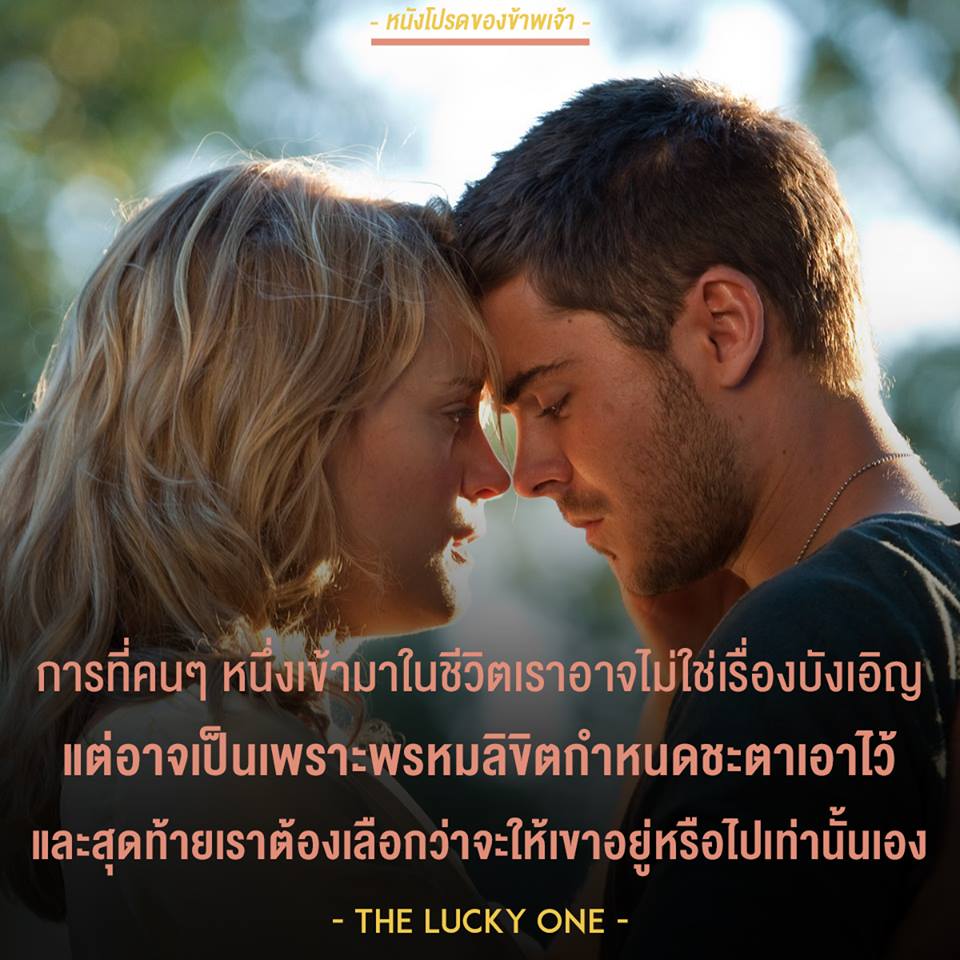 - หนังโปรดของข้าพเจ้า -
การที่คนๆ หนึ่งเข้ามาในชีวิตเราอาจไม่ใช่เรื่องบังเอิญ
แต่อาจเป็นเพราะพรหมลิขิตกำหนดชะตาเอาไว้
และสุดท้ายเราต้องเลือกว่าจะให้เขาอยู่หรือไปเท่านั้นเอง
- THE LUCKY ONE -